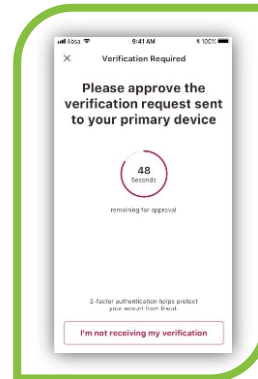 Absa 9:41 AM 100%
Verification Required
Please approve the
verification request sent
to your primary device
48
Seconds
remaining for approval
2-factor authentication helps protect
your account from fraud.
I'm not receiving my verification